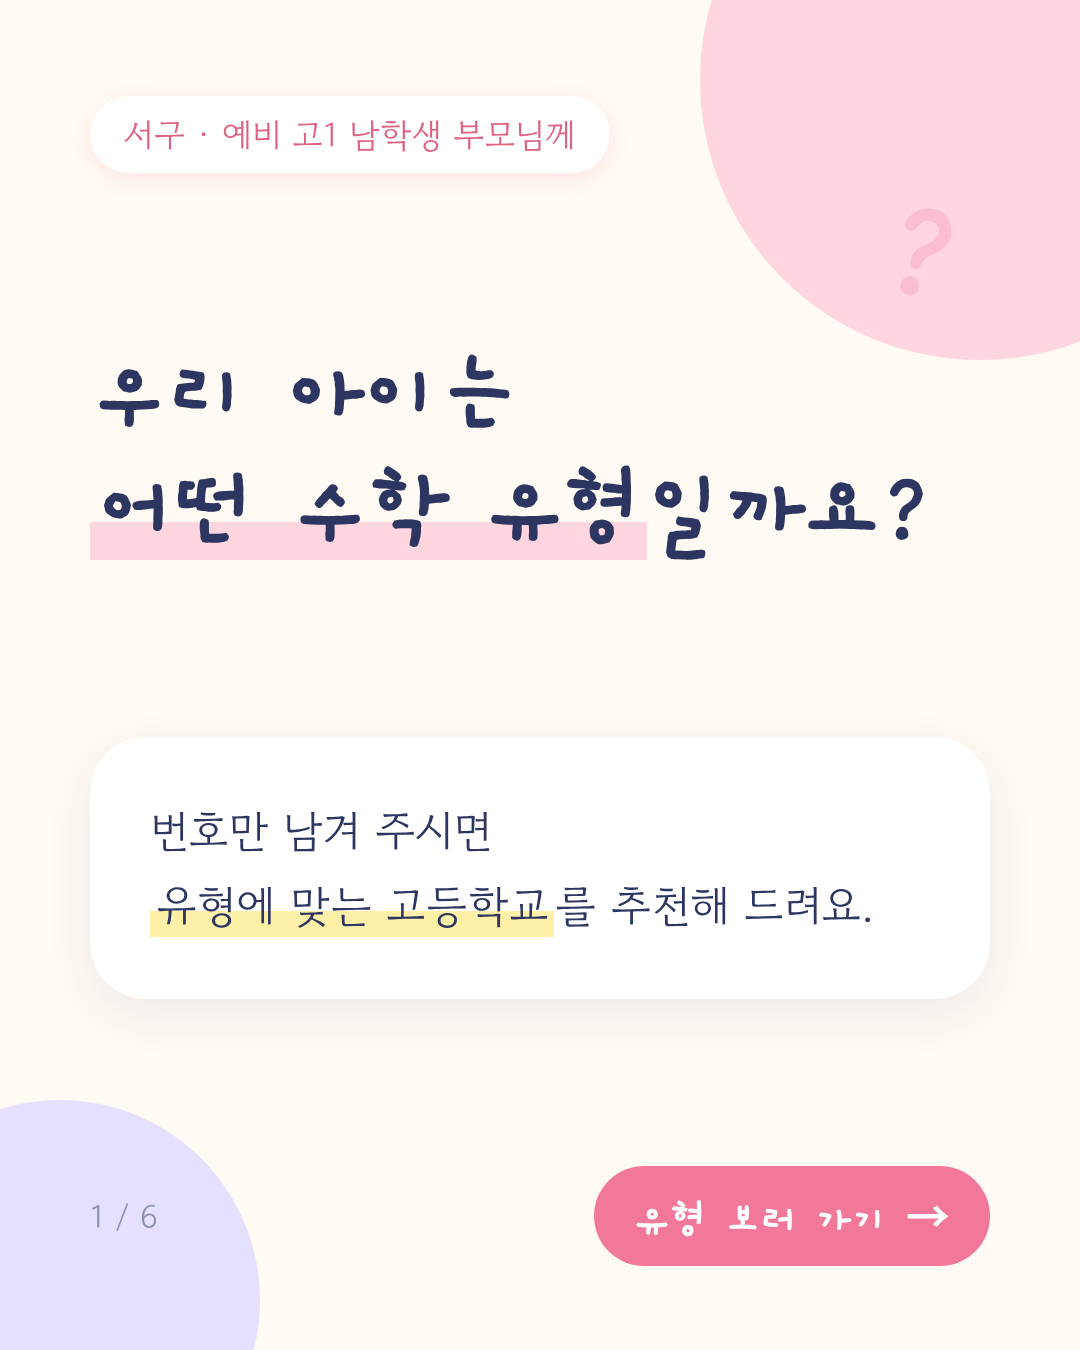 서구 · 예비 고1 남학생 부모님께
?
우리 아이는
어떤 수학 유형일까요?
번호만 남겨 주시면
유형에 맞는 고등학교를 추천해 드려요.
1 / 6
유형 보러 가기 →